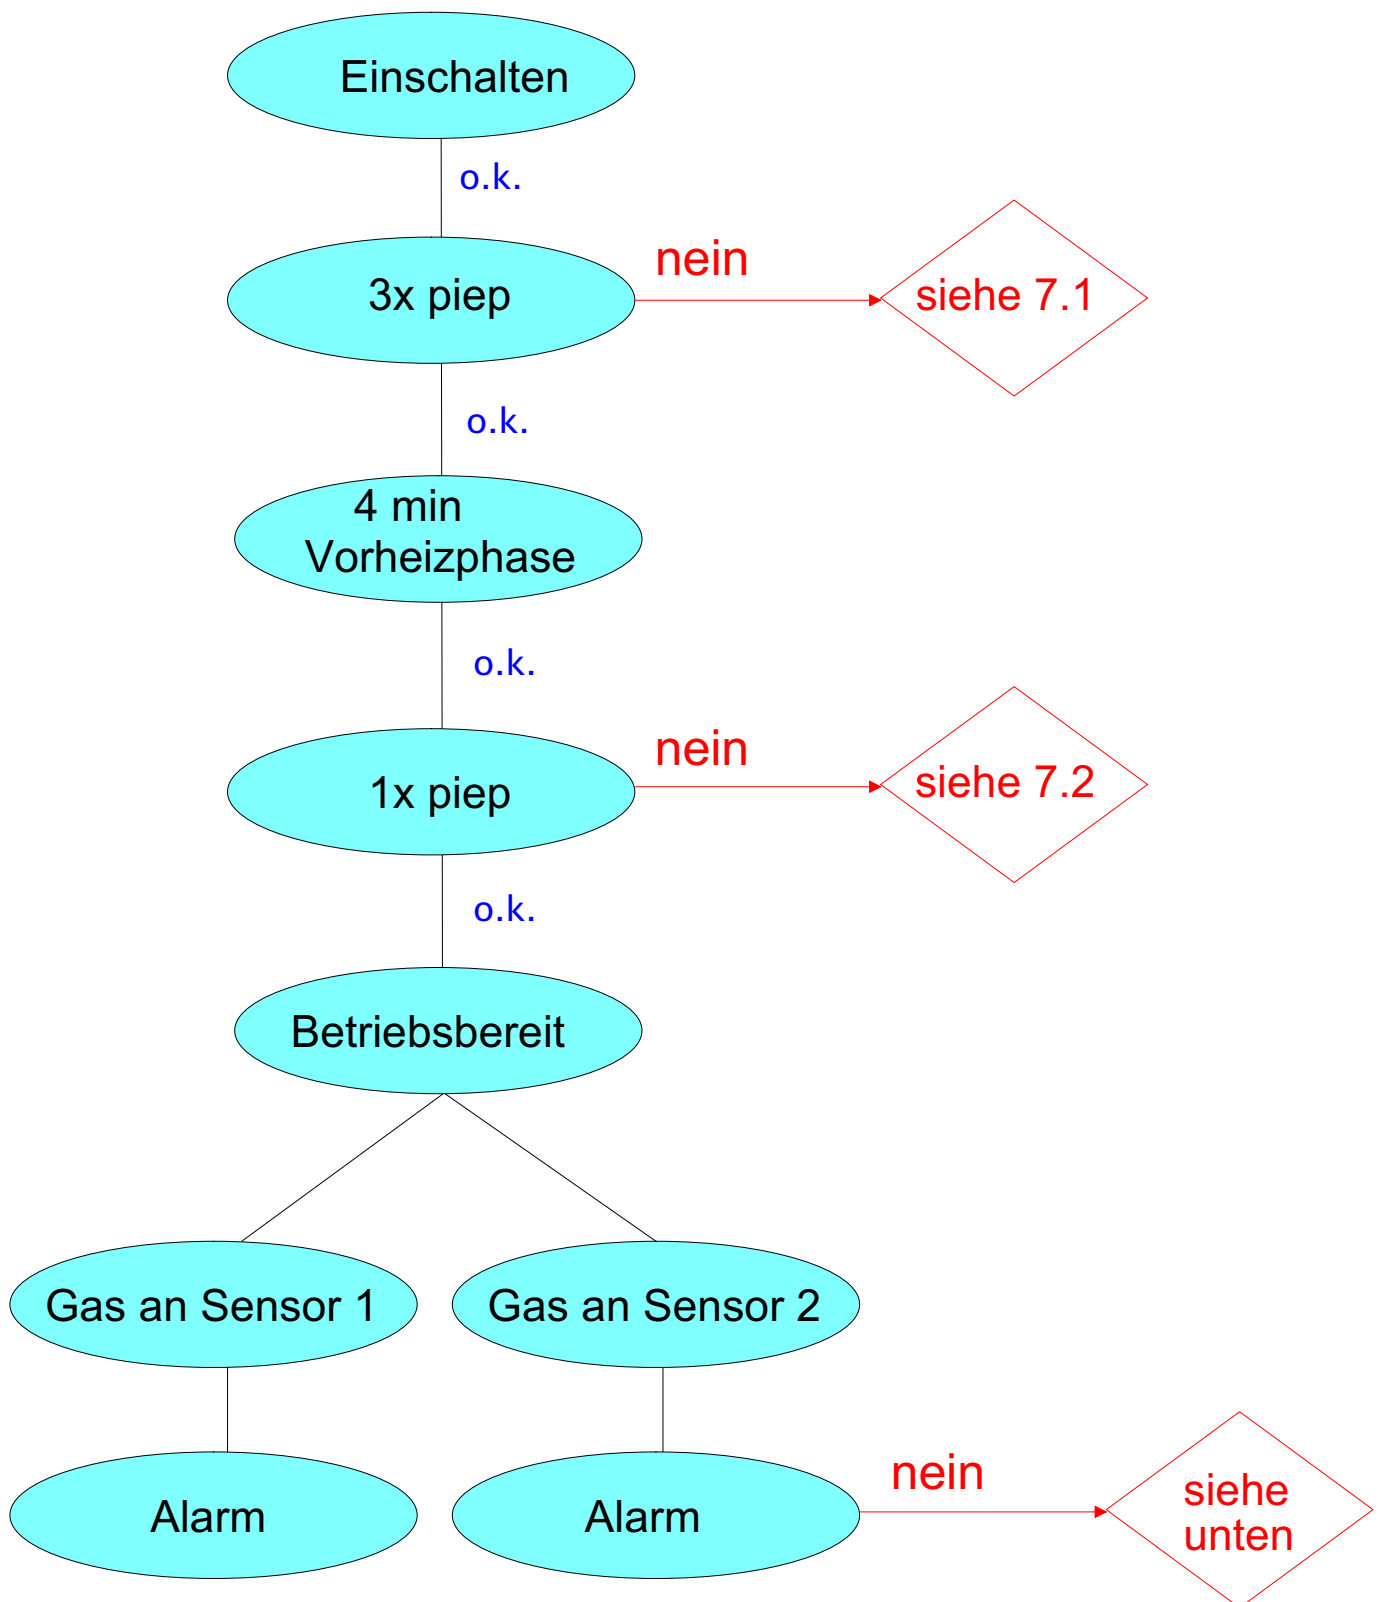 Einschalten
o.k.
3x piep
nein
siehe 7.1
o.k.
4 min
Vorheizphase
o.k.
1x piep
nein
siehe 7.2
o.k.
Betriebsbereit
Gas an Sensor 1
Gas an Sensor 2
Alarm
Alarm
nein
siehe
unten